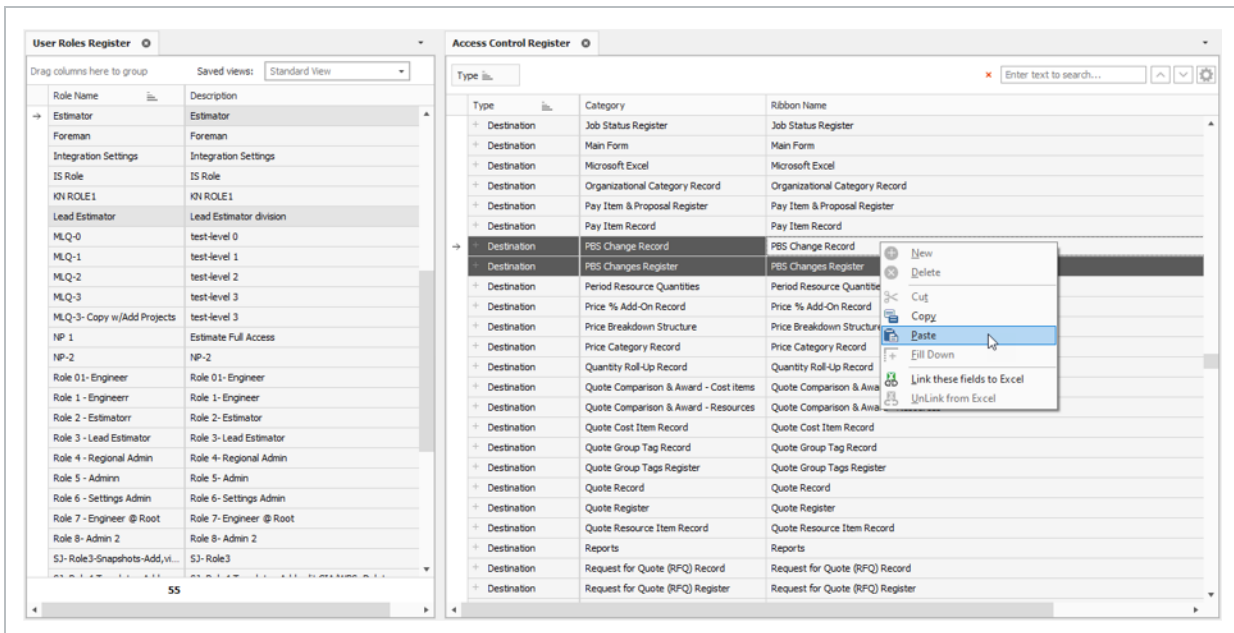 User Roles Register
Drag columns here to group Saved views: Standard View
Role Name Description
Estimator Estimator
Foreman Foreman
Integration Settings Integration Settings
IS Role IS Role
KN ROLE1 KN ROLE1
Lead Estimator Lead Estimator division
MLQ-0 test-level 0
MLQ-1 test-level 1
MLQ-2 test-level 2
MLQ-3 test-level 3
MLQ-3- Copy w/Add Projects test-level 3
NP 1 Estimate Full Access
NP-2 NP-2
Role 01- Engineer Role 01- Engineer
Role 1 - Engineerr Role 1- Engineer
Role 2 - Estimatorr Role 2- Estimator
Role 3 - Lead Estimator Role 3- Lead Estimator
Role 4 - Regional Admin Role 4- Regional Admin
Role 5 - Adminn Role 5- Admin
Role 6 - Settings Admin Role 6- Settings Admin
Role 7 - Engineer @ Root Role 7- Engineer @ Root
Role 8- Admin 2 Role 8- Admin 2
SJ- Role3-Snapshots-Add,vi... SJ- Role3
55
Access Control Register
Type
Enter text to search...
Type Category Ribbon Name
Destination Job Status Register Job Status Register
Destination Main Form Main Form
Destination Microsoft Excel Microsoft Excel
Destination Organizational Category Record Organizational Category Record
Destination Pay Item & Proposal Register Pay Item & Proposal Register
Destination Pay Item Record Pay Item Record
Destination PBS Change Record PBS Change Record
Destination PBS Changes Register PBS Changes Register
Destination Period Resource Quantities Period Resource Quantitie
Destination Price % Add-On Record Price % Add-On Record
Destination Price Breakdown Structure Price Breakdown Structure
Destination Price Category Record Price Category Record
Destination Quantity Roll-Up Record Quantity Roll-Up Record
Destination Quote Comparison & Award - Cost items Quote Comparison & Awa
Destination Quote Comparison & Award - Resources Quote Comparison & Awa
Destination Quote Cost Item Record Quote Cost Item Record
Destination Quote Group Tag Record Quote Group Tag Record
Destination Quote Group Tags Register Quote Group Tags Register
Destination Quote Record Quote Record
Destination Quote Register Quote Register
Destination Quote Resource Item Record Quote Resource Item Record
Destination Reports Reports
Destination Request for Quote (RFQ) Record Request for Quote (RFQ) Record
Destination Request for Quote (RFQ) Register Request for Quote (RFQ) Register
New
Delete
Cut
Copy
Paste
Fill Down
Link these fields to Excel
UnLink from Excel